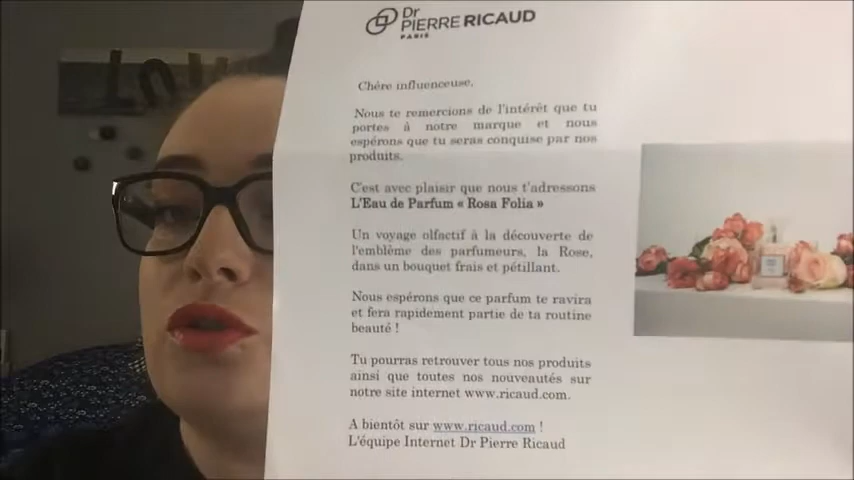 Dr
PIERRE RICAUD
PARIS
Chère influenceuse,
Nous te remercions de l'intérêt que tu
portes à notre marque et nous
espérons que tu seras conquise par nos
produits.
C'est avec plaisir que nous t'adressons
L'Eau de Parfum « Rosa Folia »
Un voyage olfactif à la découverte de
l'emblème des parfumeurs, la Rose,
dans un bouquet frais et pétillant.
Nous espérons que ce parfum te ravira
et fera rapidement partie de ta routine
beauté !
Tu pourras retrouver tous nos produits
ainsi que toutes nos nouveautés sur
notre site internet www.ricaud.com.
A bientôt sur www.ricaud.com !
L'équipe Internet Dr Pierre Ricaud